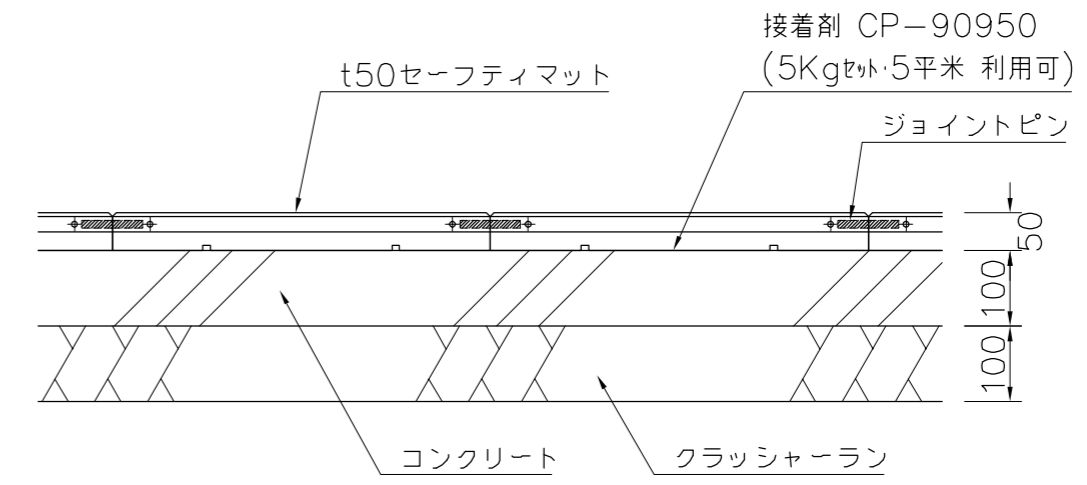 接着剤 CP-90950
(5Kgｾｯﾄ･5平米 利用可)
t50セーフティマット
ジョイントピン
50
100
100
コンクリート
クラッシャーラン